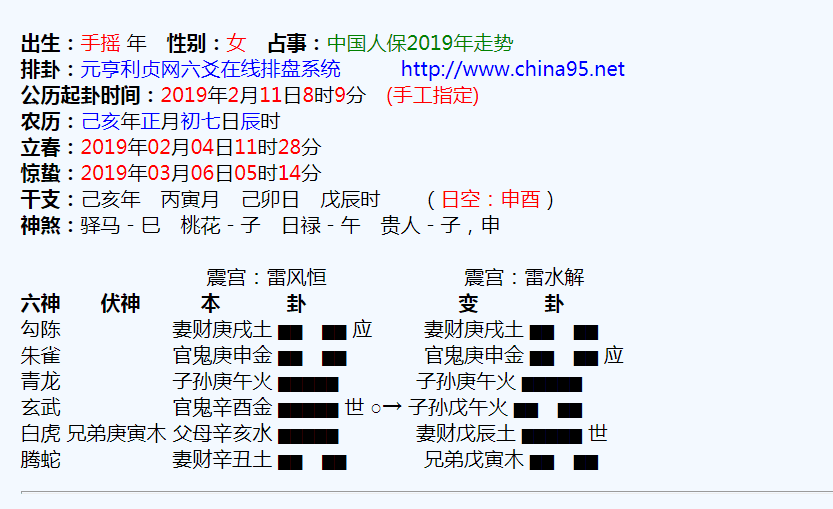 出生：手摇 年 性别：女 占事：中国人保2019年走势
排卦：元亨利贞网六爻在线排盘系统 http://www.china95.net
公历起卦时间：2019年2月11日8时9分 (手工指定)
农历：己亥年正月初七日辰时
立春：2019年02月04日11时28分
惊蛰：2019年03月06日05时14分
干支：己亥年 丙寅月 己卯日 戊辰时 （日空：申酉）
神煞：驿马－巳 桃花－子 日禄－午 贵人－子，申
震宫：雷风恒 震宫：雷水解
六神 伏神 本 卦 变 卦
勾陈 妻财庚戌土 应 妻财庚戌土
朱雀 官鬼庚申金 官鬼庚申金 应
青龙 子孙庚午火 子孙庚午火
玄武 官鬼辛酉金 世 ○→ 子孙戊午火
白虎 兄弟庚寅木 父母辛亥水 妻财戊辰土 世
腾蛇 妻财辛丑土 兄弟戊寅木